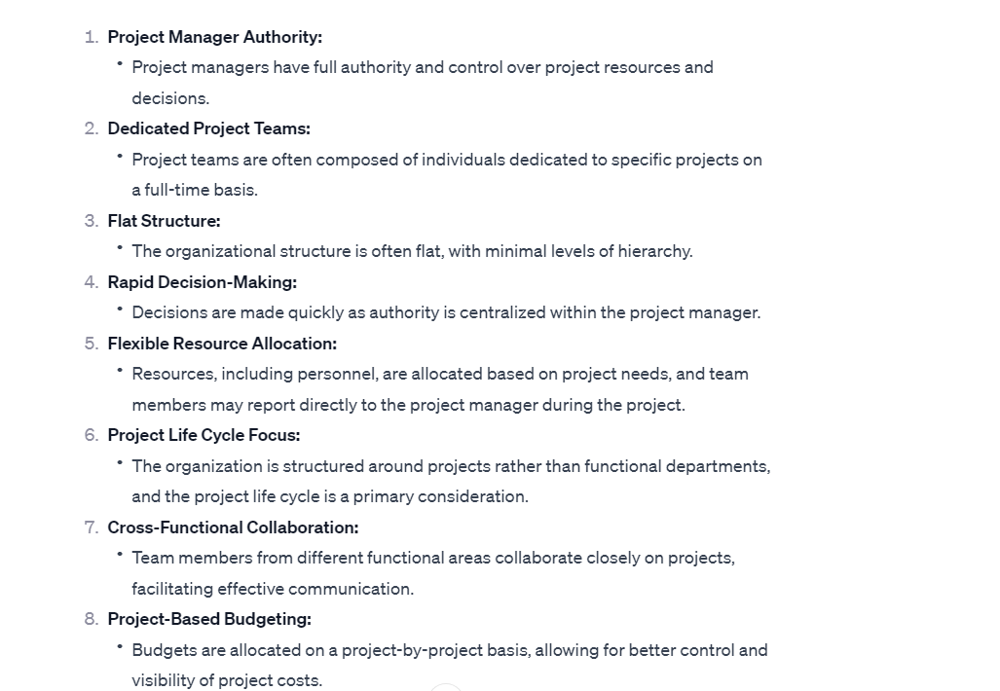 1. Project Manager Authority:
• Project managers have full authority and control over project resources and
decisions.
2. Dedicated Project Teams:
• Project teams are often composed of individuals dedicated to specific projects on
a full-time basis.
3. Flat Structure:
• The organizational structure is often flat, with minimal levels of hierarchy.
4. Rapid Decision-Making:
• Decisions are made quickly as authority is centralized within the project manager.
5. Flexible Resource Allocation:
• Resources, including personnel, are allocated based on project needs, and team
members may report directly to the project manager during the project.
6. Project Life Cycle Focus:
• The organization is structured around projects rather than functional departments,
and the project life cycle is a primary consideration.
7. Cross-Functional Collaboration:
• Team members from different functional areas collaborate closely on projects,
facilitating effective communication.
8. Project-Based Budgeting:
• Budgets are allocated on a project-by-project basis, allowing for better control and
visibility of project costs.